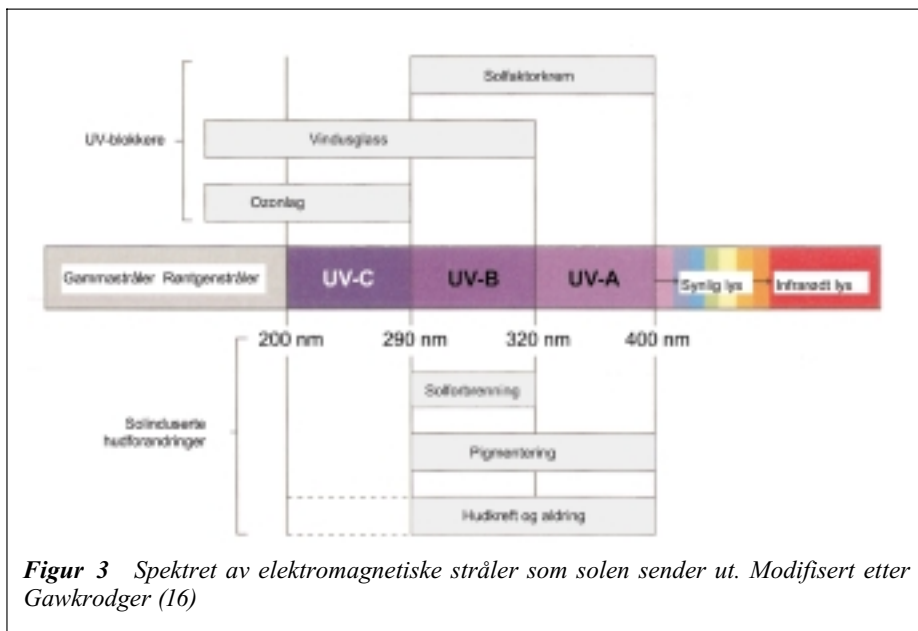 Solfaktorkrem
UV-blokkere
Vindusglass
Ozonlag
Gammastråler Røntgenstråler
UV-C
UV-B
UV-A
Synlig lys
Infrarødt lys
200 nm
290 nm
320 nm
400 nm
Solforbrenning
Solinduserte
hudforandringer
Pigmentering
Hudkreft og aldring
Figur 3 Spektret av elektromagnetiske stråler som solen sender ut. Modifisert etter
Gawkrodger (16)